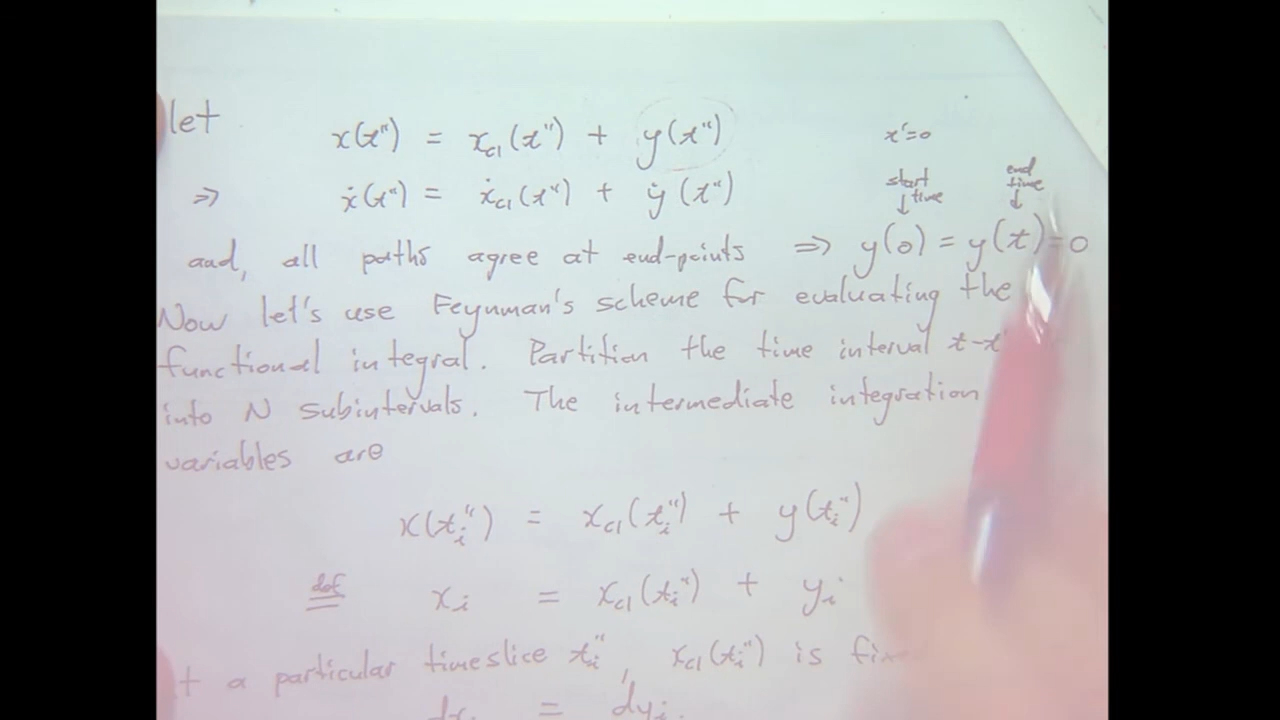 let x(t") = x_cl(t") + y(t") x'=0
⇒ ẋ(t") = ẋ_cl(t") + ẏ(t") start time ↓ end time ↓
and, all paths agree at end-points ⇒ y(0) = y(t) = 0
Now let's use Feynman's scheme for evaluating the
functional integral. Partition the time interval t-t'
into N subintervals. The intermediate integration
variables are
x(t_i") = x_cl(t_i") + y(t_i")
def = x_i = x_cl(t_i") + y_i
t a particular timeslice t_i", x_cl(t_i") is
= dy_i.